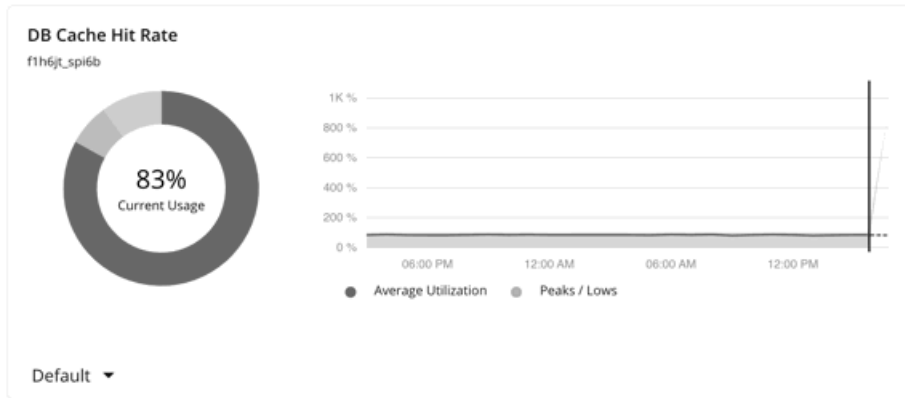 DB Cache Hit Rate
f1h6jt_spi6b
83%
Current Usage
1K %
800 %
600 %
400 %
200 %
0 %
06:00 PM 12:00 AM 06:00 AM 12:00 PM
Average Utilization Peaks / Lows
Default